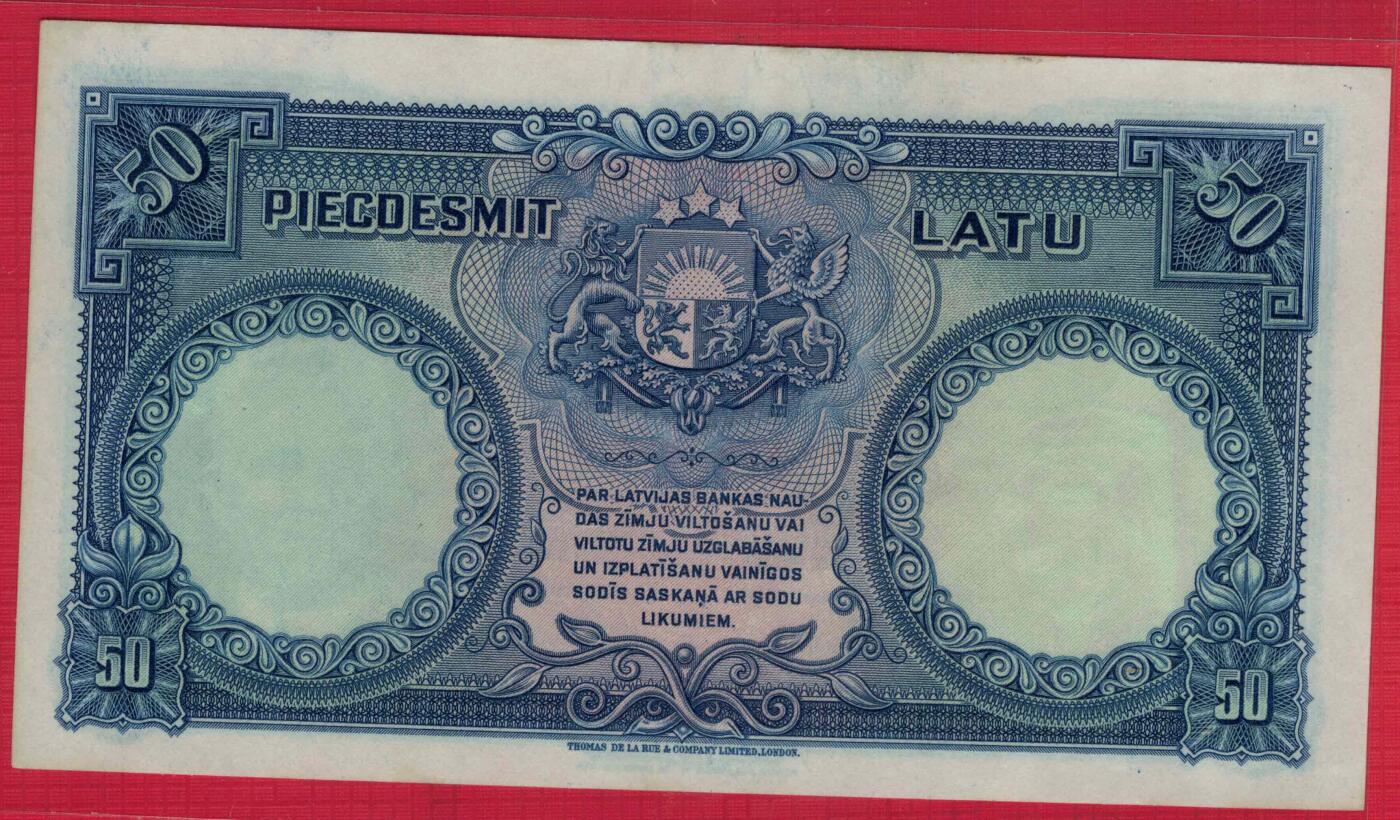 50
50
PIECDESMIT LATU
PAR LATVIJAS BANKAS NAU-
DAS ZĪMJU VILTOŠANU VAI
VILTOTU ZĪMJU UZGLABĀŠANU
UN IZPLATĪŠANU VAINĪGOS
SODĪS SASKAŅĀ AR SODU
LIKUMIEM.
50
50
THOMAS DE LA RUE & COMPANY LIMITED, LONDON.